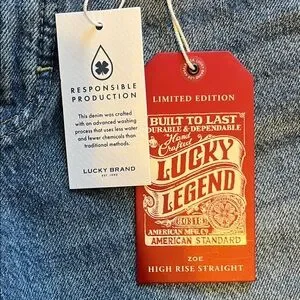 RESPONSIBLE
PRODUCTION
This denim was crafted
with an advanced washing
process that uses less water
and fewer chemicals than
traditional methods.
LUCKY BRAND
EST. 1990
LIMITED EDITION
BUILT TO LAST
DURABLE & DEPENDABLE
Hand
Crafted
LUCKY
LEGEND
AMERICAN MFG. CO
AMERICAN STANDARD
ZOE
HIGH RISE STRAIGHT